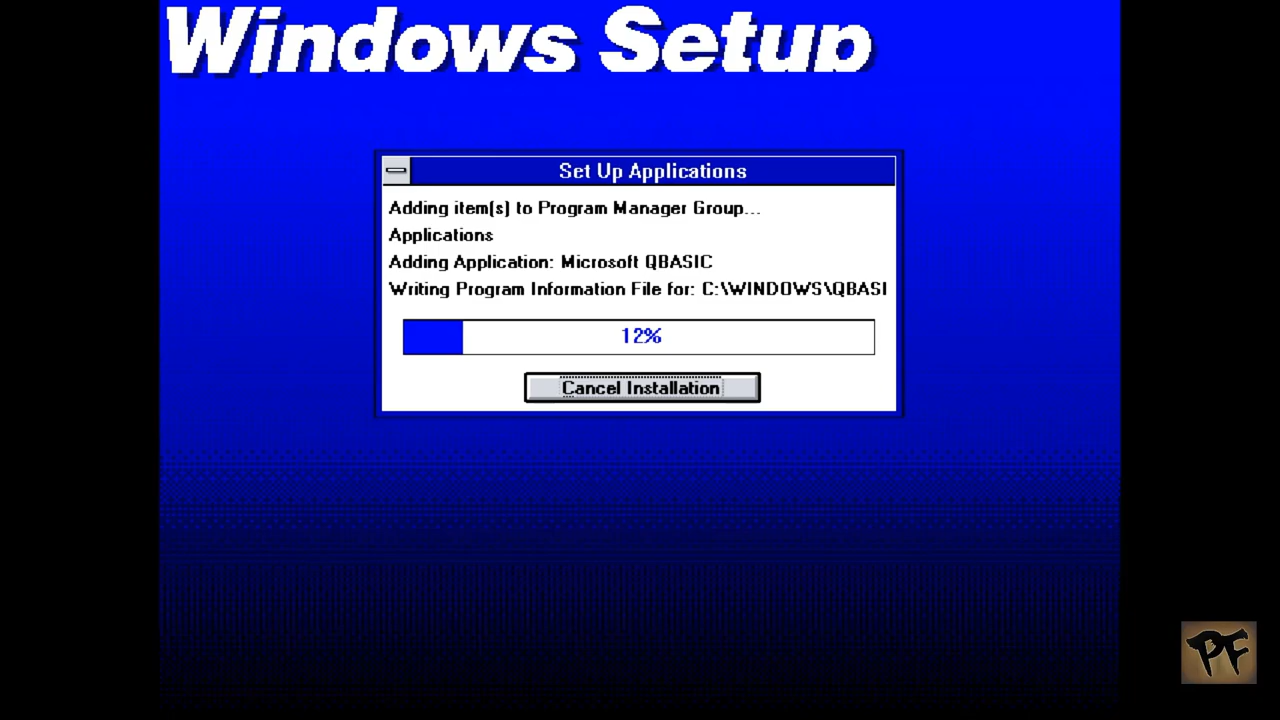 Windows Setup
Set Up Applications
Adding item(s) to Program Manager Group...
Applications
Adding Application: Microsoft QBASIC
Writing Program Information File for: C:\WINDOWS\QBASI
12%
Cancel Installation
PF